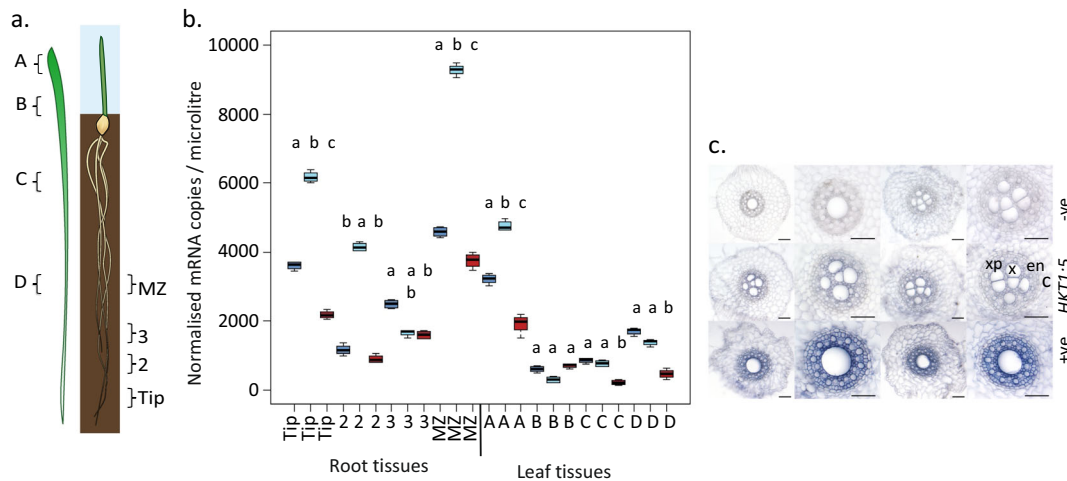 a.
A
B
C
D
MZ
3
2
Tip
b.
Normalised mRNA copies / microlitre
10000
8000
6000
4000
2000
0
a b c
b a b
a a b
b
a b c
a b c
a a a
a a b
a a b
Tip Tip Tip 2 2 2 3 3 3 MZ MZ MZ A A A B B B C C C D D D
Root tissues
Leaf tissues
c.
-ve
xp x en
c
HKT1;5
+ve